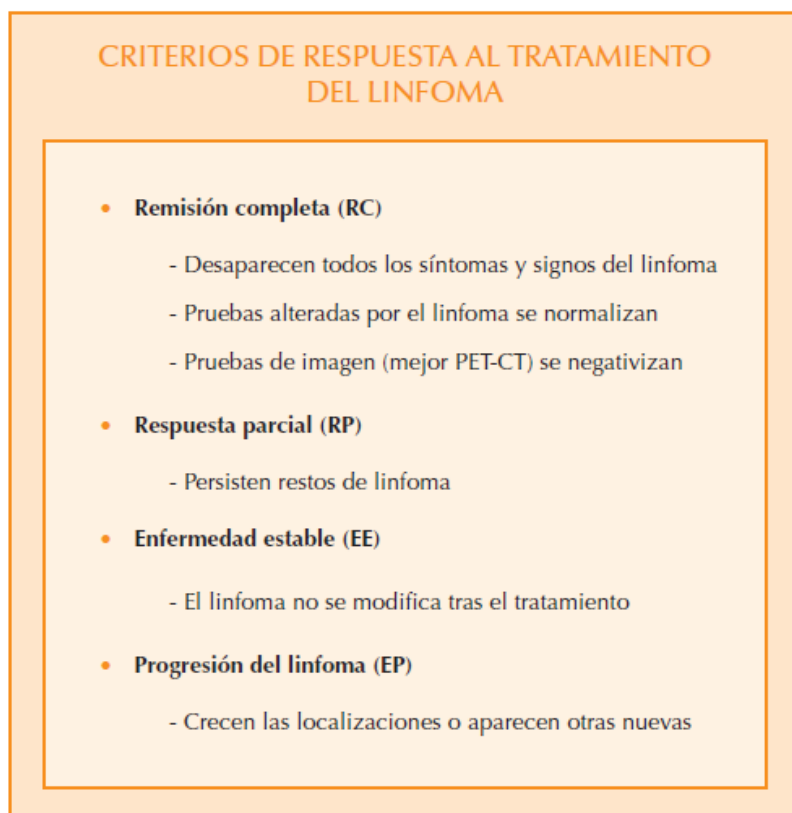 CRITERIOS DE RESPUESTA AL TRATAMIENTO
DEL LINFOMA
• Remisión completa (RC)
- Desaparecen todos los síntomas y signos del linfoma
- Pruebas alteradas por el linfoma se normalizan
- Pruebas de imagen (mejor PET-CT) se negativizan
• Respuesta parcial (RP)
- Persisten restos de linfoma
• Enfermedad estable (EE)
- El linfoma no se modifica tras el tratamiento
• Progresión del linfoma (EP)
- Crecen las localizaciones o aparecen otras nuevas